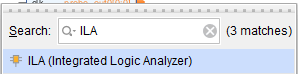 Search: ILA (3 matches)
ILA (Integrated Logic Analyzer)